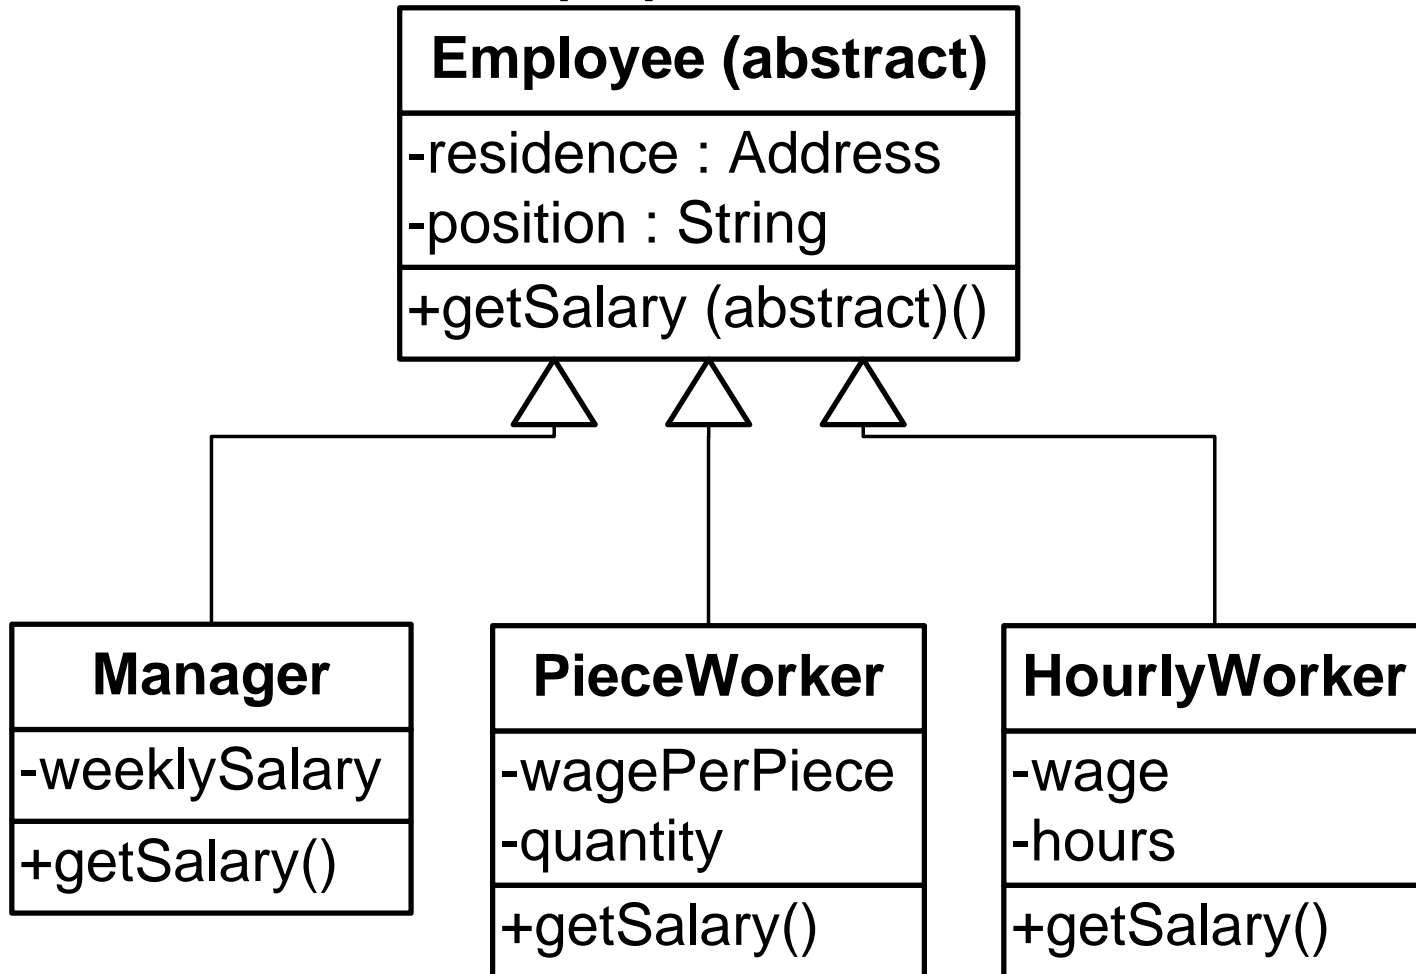 Employee (abstract)
-residence : Address
-position : String
+getSalary (abstract)()
Manager
-weeklySalary
+getSalary()
PieceWorker
-wagePerPiece
-quantity
+getSalary()
HourlyWorker
-wage
-hours
+getSalary()